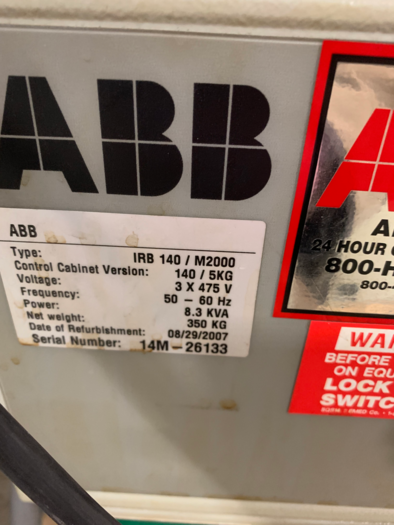 ABB
ABB
Type: IRB 140 / M2000
Control Cabinet Version: 140 / 5KG
Voltage: 3 X 475 V
Frequency: 50 – 60 Hz
Power: 8.3 KVA
Net weight: 350 KG
Date of Refurbishment: 08/29/2007
Serial Number: 14M – 26133
24 HOUR
800-
800-
BEFORE
ON
LOCK
SWITC